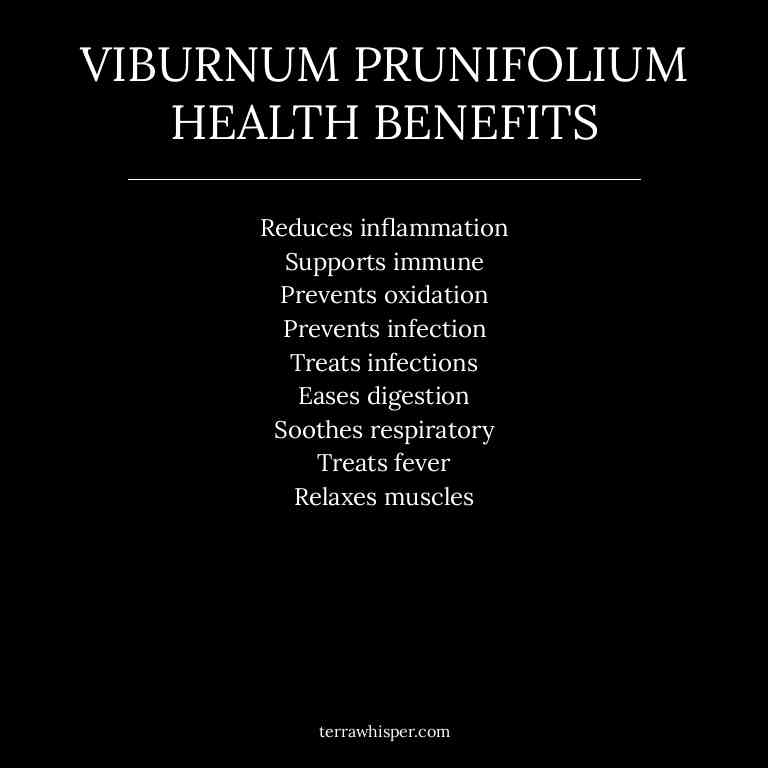 VIBURNUM PRUNIFOLIUM
HEALTH BENEFITS
Reduces inflammation
Supports immune
Prevents oxidation
Prevents infection
Treats infections
Eases digestion
Soothes respiratory
Treats fever
Relaxes muscles
terrawhisper.com